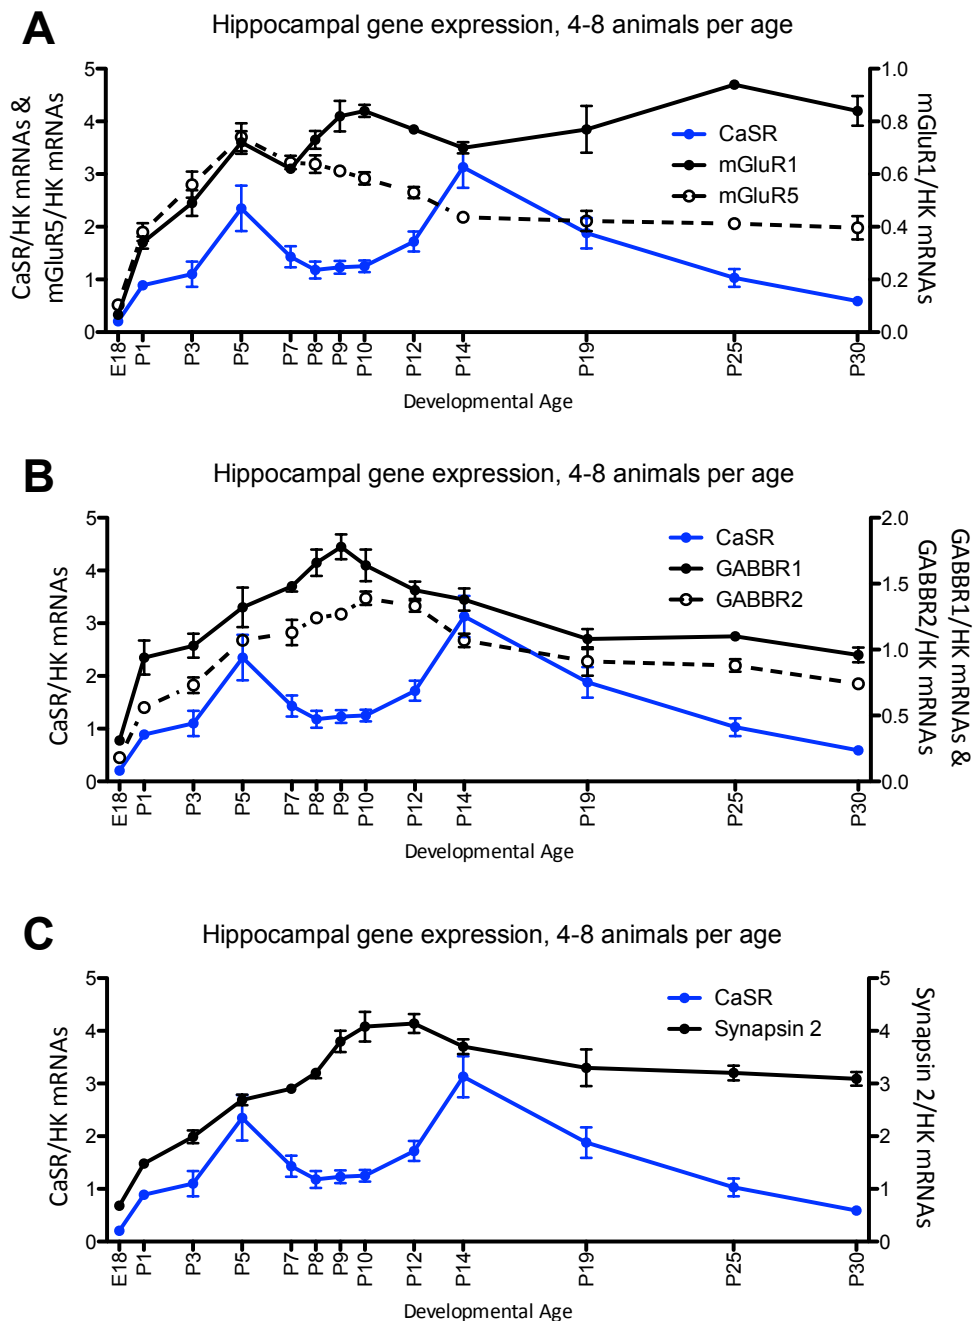 A
Hippocampal gene expression, 4-8 animals per age
CaSR/HK mRNAs &
mGluR5/HK mRNAs
5
4
3
2
1
0
1.0
0.8
0.6
0.4
0.2
0.0
mGluR1/HK mRNAs
CaSR
mGluR1
mGluR5
E18
P1
P3
P5
P7
P8
P9
P10
P12
P14
P19
P25
P30
Developmental Age
B
Hippocampal gene expression, 4-8 animals per age
CaSR/HK mRNAs
5
4
3
2
1
0
2.0
1.5
1.0
0.5
0.0
GABBR1/HK mRNAs &
GABBR2/HK mRNAs
CaSR
GABBR1
GABBR2
E18
P1
P3
P5
P7
P8
P9
P10
P12
P14
P19
P25
P30
Developmental Age
C
Hippocampal gene expression, 4-8 animals per age
CaSR/HK mRNAs
5
4
3
2
1
0
5
4
3
2
1
0
Synapsin 2/HK mRNAs
CaSR
Synapsin 2
E18
P1
P3
P5
P7
P8
P9
P10
P12
P14
P19
P25
P30
Developmental Age